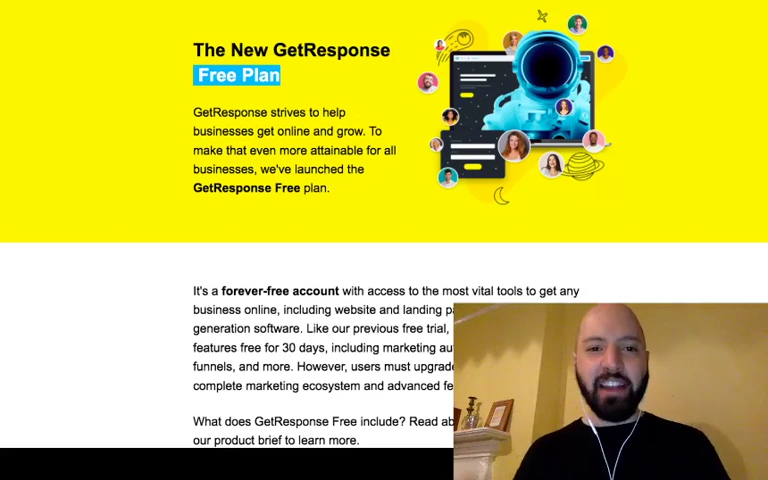 The New GetResponse
Free Plan
GetResponse strives to help
businesses get online and grow. To
make that even more attainable for all
businesses, we've launched the
GetResponse Free plan.
It's a forever-free account with access to the most vital tools to get any
business online, including website and landing
generation software. Like our previous free trial,
features free for 30 days, including marketing
funnels, and more. However, users must upgrade
complete marketing ecosystem and advanced
What does GetResponse Free include? Read
our product brief to learn more.